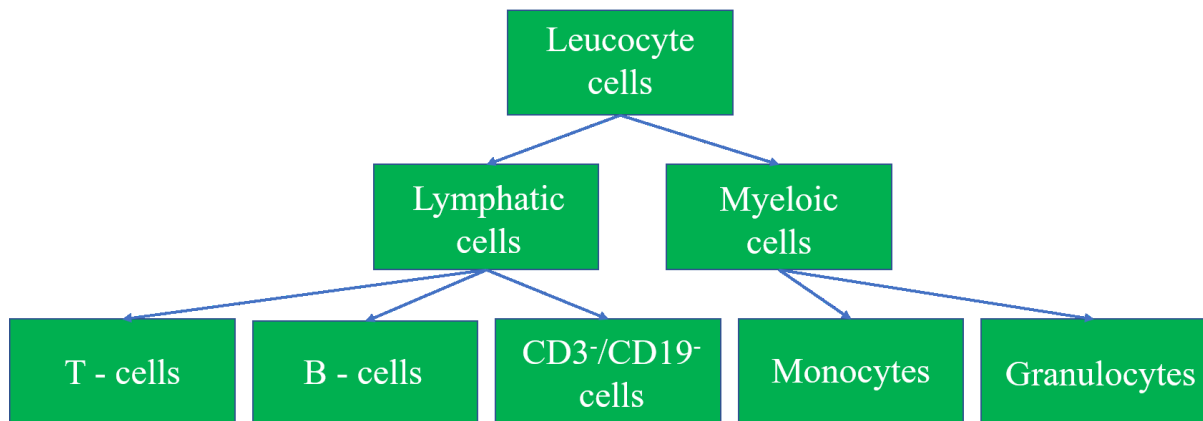 Leucocyte
cells
Lymphatic
cells
Myeloic
cells
T - cells
B - cells
CD3⁻/CD19⁻
cells
Monocytes
Granulocytes